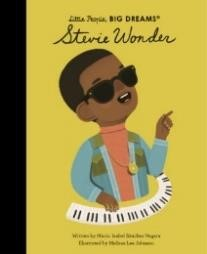 Little People, BIG DREAMS®
Stevie Wonder
Written by Maria Isabel Sánchez Vegara
Illustrated by Melissa Lee Johnson